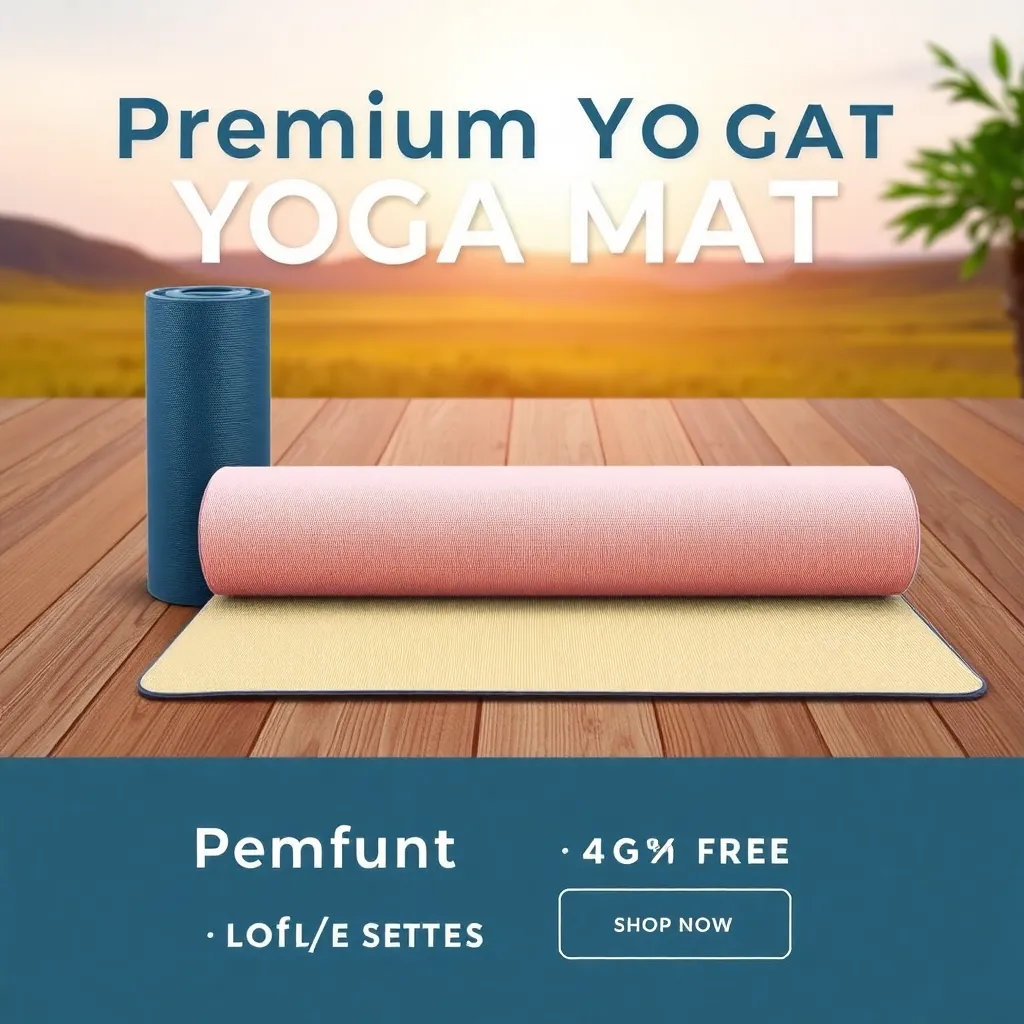 Premium YO GAT
YOGA MAT
Pemfunt
· LOfL/E SETTES
· 4G% FREE
SHOP NOW